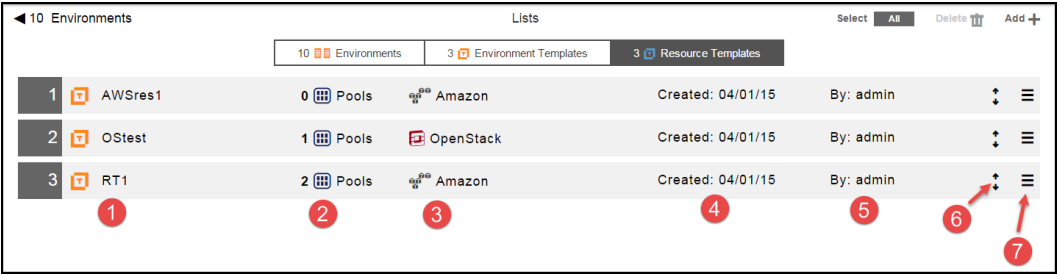 ◀ 10 Environments Lists Select All Delete Add +
10 Environments 3 T Environment Templates 3 T Resource Templates
1 T AWSres1 0 Pools Amazon Created: 04/01/15 By: admin
2 T OStest 1 Pools OpenStack Created: 04/01/15 By: admin
3 T RT1 2 Pools Amazon Created: 04/01/15 By: admin
1 2 3 4 5 6
7